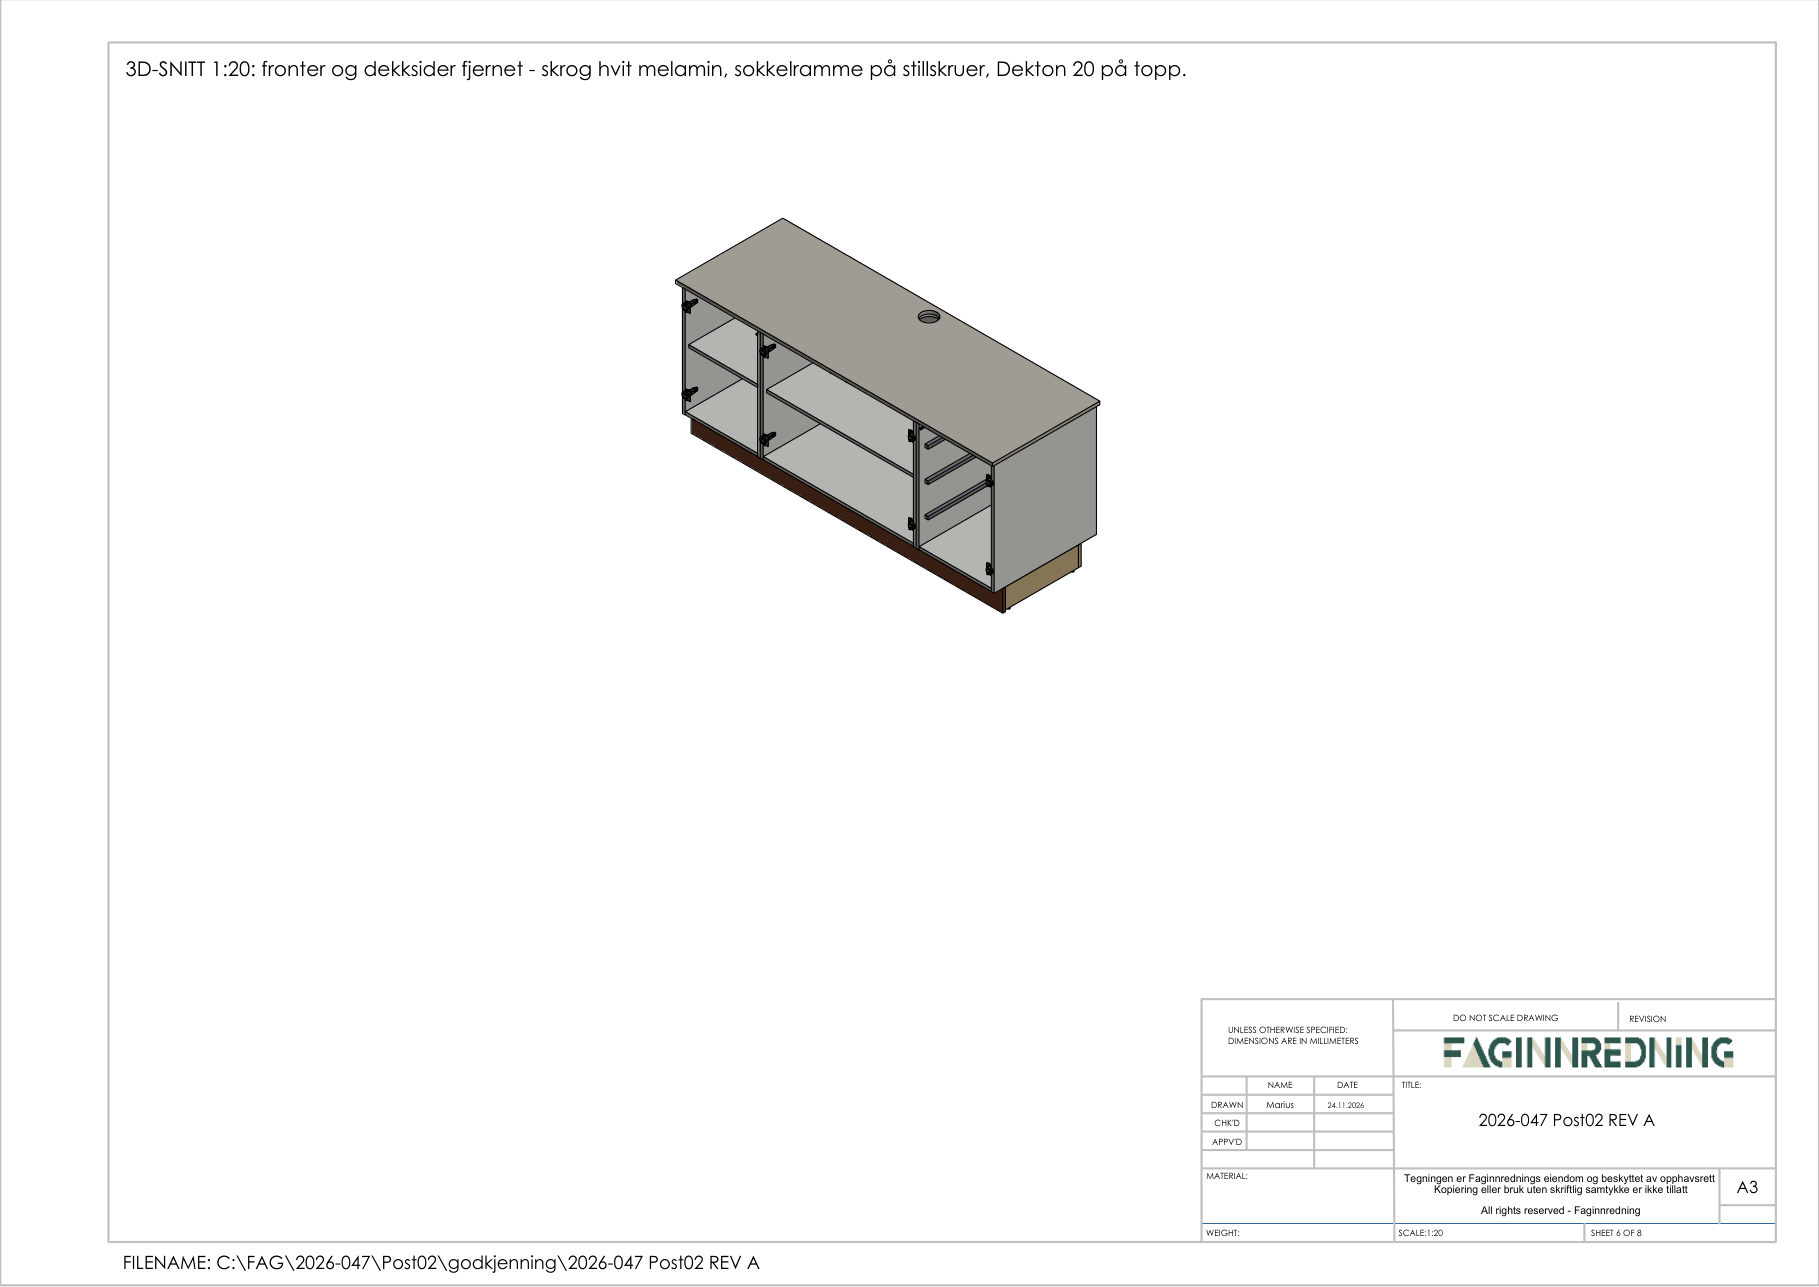 3D-SNITT 1:20: fronter og dekksider fjernet - skrog hvit melamin, sokkelramme på stillskruer, Dekton 20 på topp.
UNLESS OTHERWISE SPECIFIED:
DIMENSIONS ARE IN MILLIMETERS
DO NOT SCALE DRAWING
REVISION
FAGINNREDNING
NAME
DATE
DRAWN
Marius
24.11.2026
CHK'D
APPV'D
TITLE:
2026-047 Post02 REV A
MATERIAL:
Tegningen er Faginnrednings eiendom og beskyttet av opphavsrett
Kopiering eller bruk uten skriftlig samtykke er ikke tillatt
All rights reserved - Faginnredning
A3
WEIGHT:
SCALE:1:20
SHEET 6 OF 8
FILENAME: C:\FAG\2026-047\Post02\godkjenning\2026-047 Post02 REV A